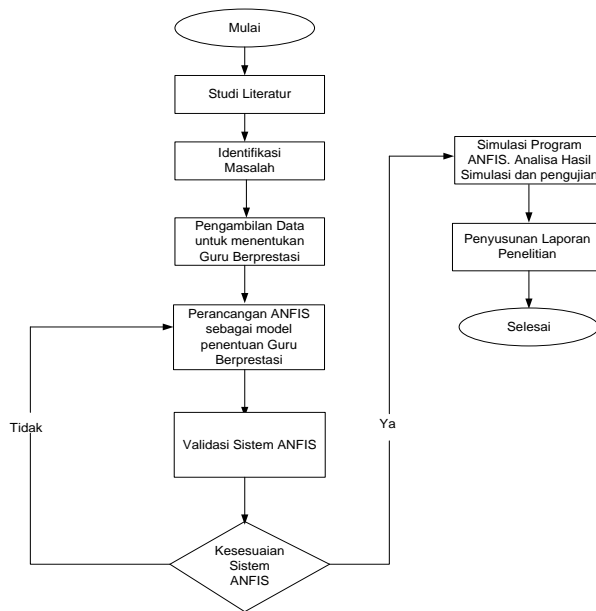 Mulai
Studi Literatur
Identifikasi
Masalah
Pengambilan Data
untuk menentukan
Guru Berprestasi
Perancangan ANFIS
sebagai model
penentuan Guru
Berprestasi
Validasi Sistem ANFIS
Kesesuaian
Sistem
ANFIS
Tidak
Ya
Simulasi Program
ANFIS. Analisa Hasil
Simulasi dan pengujian
Penyusunan Laporan
Penelitian
Selesai